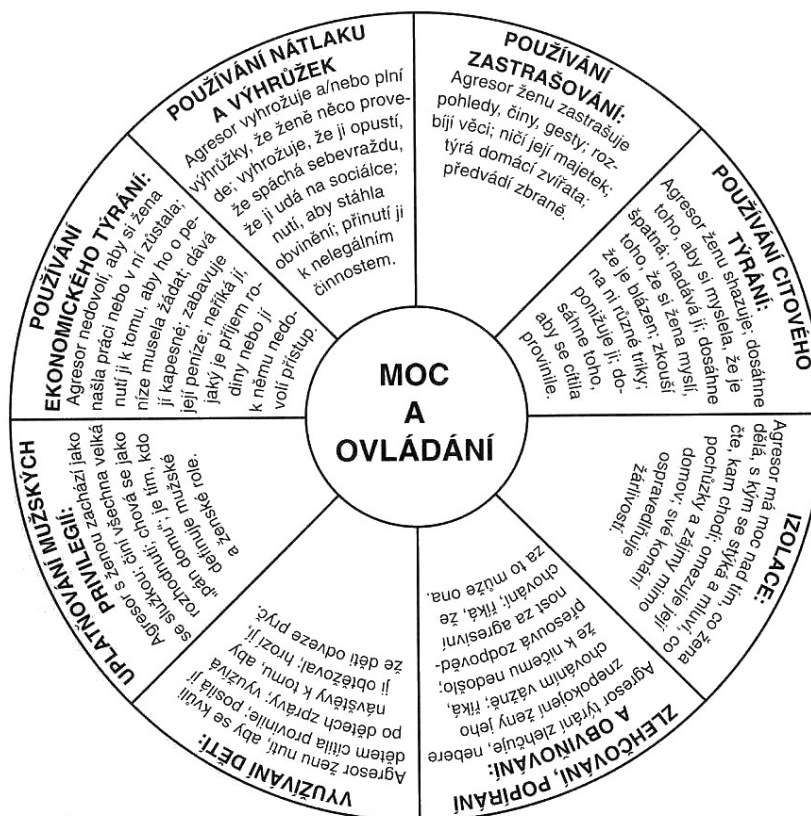 MOC
A
OVLÁDÁNÍ
POUŽÍVÁNÍ NÁTLAKU
A VÝHRŮŽEK
Agresor vyhrožuje a/nebo plní
výhrůžky, že ženě něco prove-
de; vyhrožuje, že ji opustí,
že spáchá sebevraždu,
že ji udá na sociálce;
nutí, aby stáhla
obvinění; přinutí ji
k nelegálním
činnostem.
POUŽÍVÁNÍ
ZASTRAŠOVÁNÍ:
Agresor ženu zastrašuje
pohledy, činy, gesty; roz-
bíjí věci; ničí její majetek;
týrá domácí zvířata;
předvádí zbraně.
POUŽÍVÁNÍ CITOVÉHO
TÝRÁNÍ:
Agresor ženu shazuje; dosáhne
toho, aby si myslela, že je
špatná; nadává jí; dosáhne
toho, že si žena myslí,
že je blázen; zkouší
na ni různé triky;
ponižuje ji; do-
sáhne toho,
aby se cítila
provinile.
IZOLACE:
Agresor má moc nad tím, co žena
dělá, s kým se stýká a mluví, co
čte, kam chodí; omezuje její
pochůzky a zájmy mimo
domov; své konání
ospravedlňuje
žárlivostí.
ZLEHČOVÁNÍ, POPÍRÁNÍ
A OBVIŇOVÁNÍ:
Agresor týrání zlehčuje, nebere
znepokojení ženy jeho
chováním vážně; říká,
že k ničemu nedošlo;
přesouvá zodpověd-
nost za agresivní
chování; říká, že
za to může ona.
VYUŽÍVÁNÍ DĚTÍ:
Agresor ženu nutí, aby se kvůli
dětem cítila provinile; posílá jí
po dětech zprávy; využívá
návštěvy k tomu, aby
ji obtěžoval; hrozí jí,
že děti odveze pryč.
UPLATŇOVÁNÍ MUŽSKÝCH
PRIVILEGIÍ:
Agresor s ženou zachází jako
se služkou; činí všechna velká
rozhodnutí; chová se jako
„pán domu“; je tím, kdo
definuje mužské
a ženské role.
POUŽÍVÁNÍ
EKONOMICKÉHO TÝRÁNÍ:
Agresor nedovolí, aby si žena
našla práci nebo v ní zůstala;
nutí ji k tomu, aby ho o pe-
níze musela žádat; dává
jí kapesné; zabavuje
její peníze; neříká jí,
jaký je příjem ro-
diny nebo jí
k němu nedo-
volí přístup.